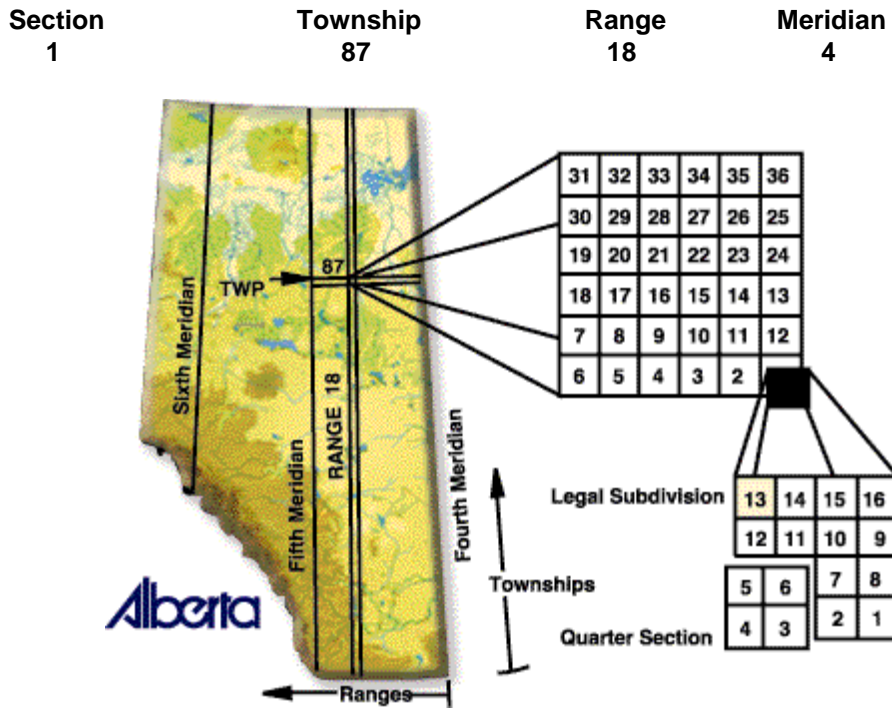 Section Township Range Meridian
1 87 18 4
31 32 33 34 35 36
30 29 28 27 26 25
19 20 21 22 23 24
18 17 16 15 14 13
7 8 9 10 11 12
6 5 4 3 2
87
TWP
Sixth Meridian
Fifth Meridian
RANGE 18
Fourth Meridian
Legal Subdivision
13 14 15 16
12 11 10 9
Townships
5 6
7 8
Quarter Section
4 3
2 1
Alberta
Ranges